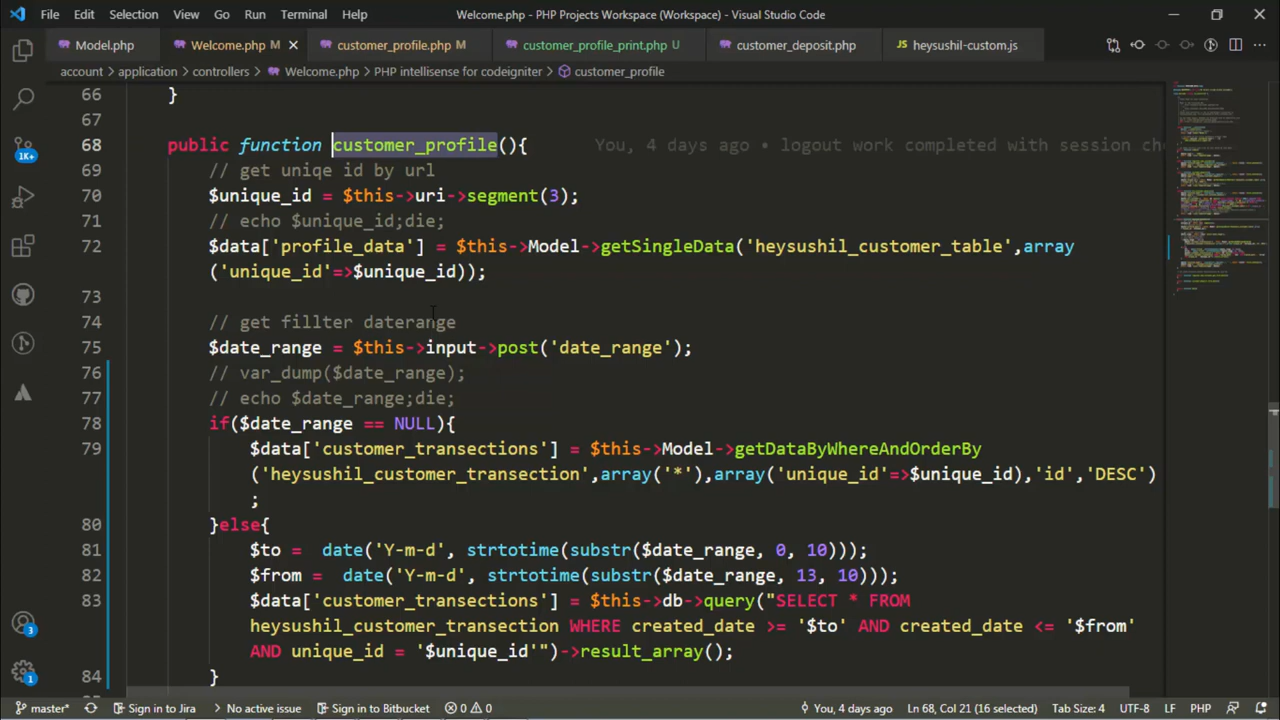 File Edit Selection View Go Run Terminal Help Welcome.php - PHP Projects Workspace (Workspace) - Visual Studio Code
Model.php Welcome.php M customer_profile.php M customer_profile_print.php U customer_deposit.php JS heysushil-custom.js
account > application > controllers > Welcome.php > PHP intellisense for codeigniter > customer_profile
66 }
67
68 public function customer_profile(){ You, 4 days ago • logout work completed with session che
69 // get uniqe id by url
70 $unique_id = $this->uri->segment(3);
71 // echo $unique_id;die;
72 $data['profile_data'] = $this->Model->getSingleData('heysushil_customer_table',array
('unique_id'=>$unique_id));
73
74 // get fillter daterange
75 $date_range = $this->input->post('date_range');
76 // var_dump($date_range);
77 // echo $date_range;die;
78 if($date_range == NULL){
79 $data['customer_transections'] = $this->Model->getDataByWhereAndOrderBy
('heysushil_customer_transection',array('*'),array('unique_id'=>$unique_id),'id','DESC')
;
80 }else{
81 $to = date('Y-m-d', strtotime(substr($date_range, 0, 10)));
82 $from = date('Y-m-d', strtotime(substr($date_range, 13, 10)));
83 $data['customer_transections'] = $this->db->query("SELECT * FROM
heysushil_customer_transection WHERE created_date >= '$to' AND created_date <= '$from'
AND unique_id = '$unique_id'")->result_array();
84 }
1K+
3
1
master* Sign in to Jira No active issue Sign in to Bitbucket 0 0 You, 4 days ago Ln 68, Col 21 (16 selected) Tab Size: 4 UTF-8 LF PHP